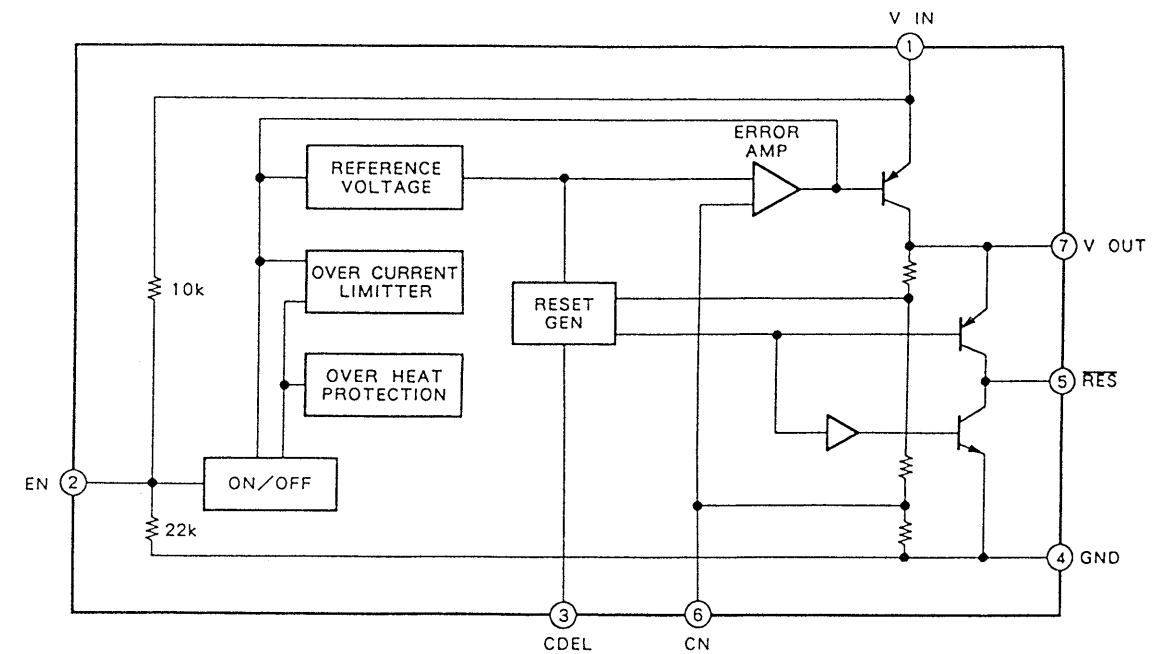 V IN
1
ERROR
AMP
REFERENCE
VOLTAGE
7 V OUT
OVER CURRENT
LIMITTER
10k
RESET
GEN
OVER HEAT
PROTECTION
5 RES
EN 2
ON/OFF
22k
4 GND
3
6
CDEL
CN